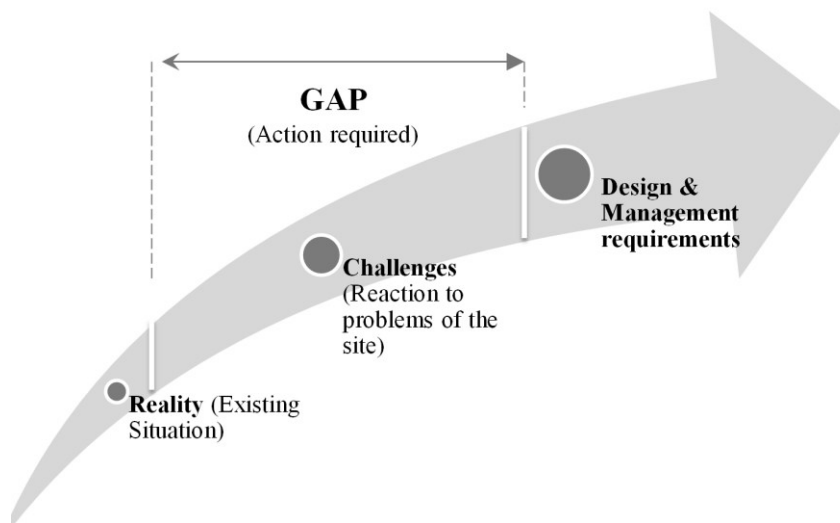 GAP
(Action required)
Design &
Management
requirements
Challenges
(Reaction to
problems of the
site)
Reality (Existing
Situation)